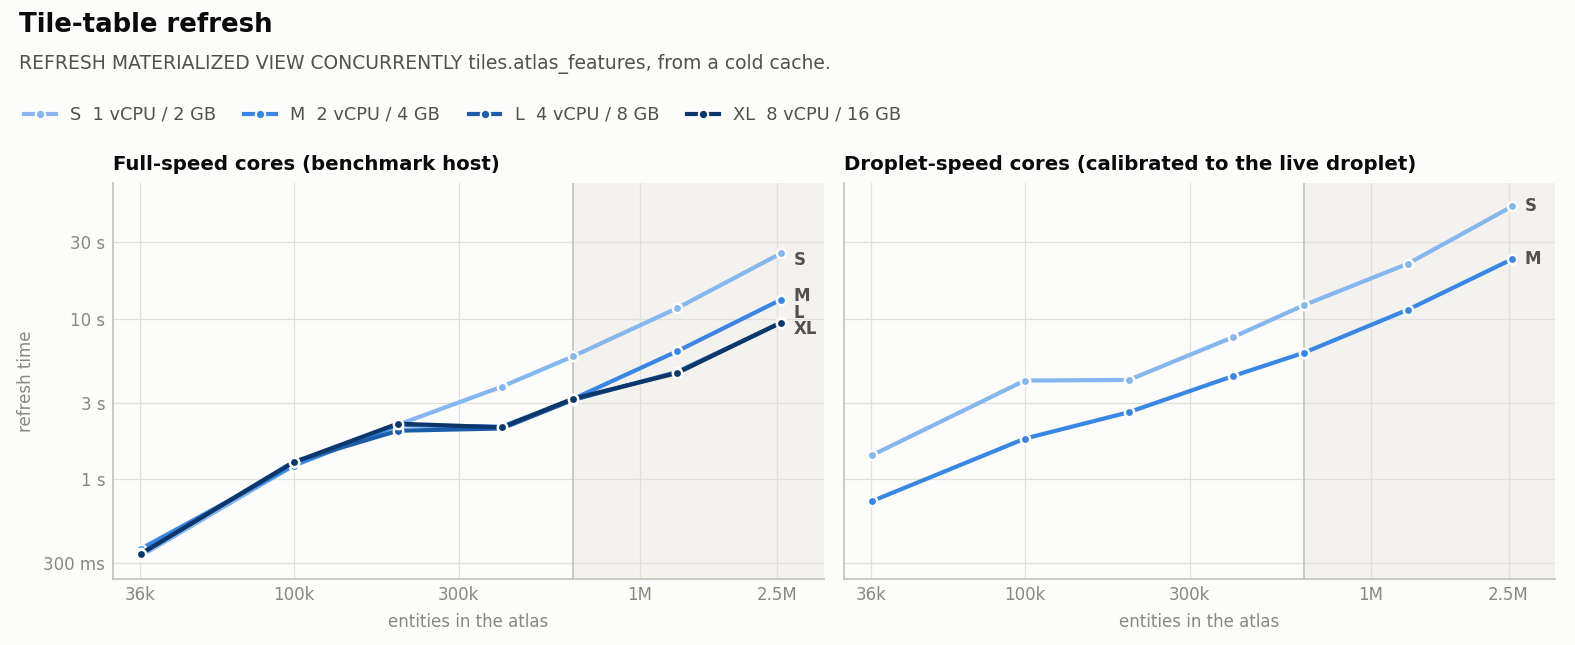 Tile-table refresh
REFRESH MATERIALIZED VIEW CONCURRENTLY tiles.atlas_features, from a cold cache.
S 1 vCPU / 2 GB M 2 vCPU / 4 GB L 4 vCPU / 8 GB XL 8 vCPU / 16 GB
Full-speed cores (benchmark host)
30 s
10 s
3 s
1 s
300 ms
refresh time
S
M
L
XL
36k 100k 300k 1M 2.5M
entities in the atlas
Droplet-speed cores (calibrated to the live droplet)
S
M
36k 100k 300k 1M 2.5M
entities in the atlas